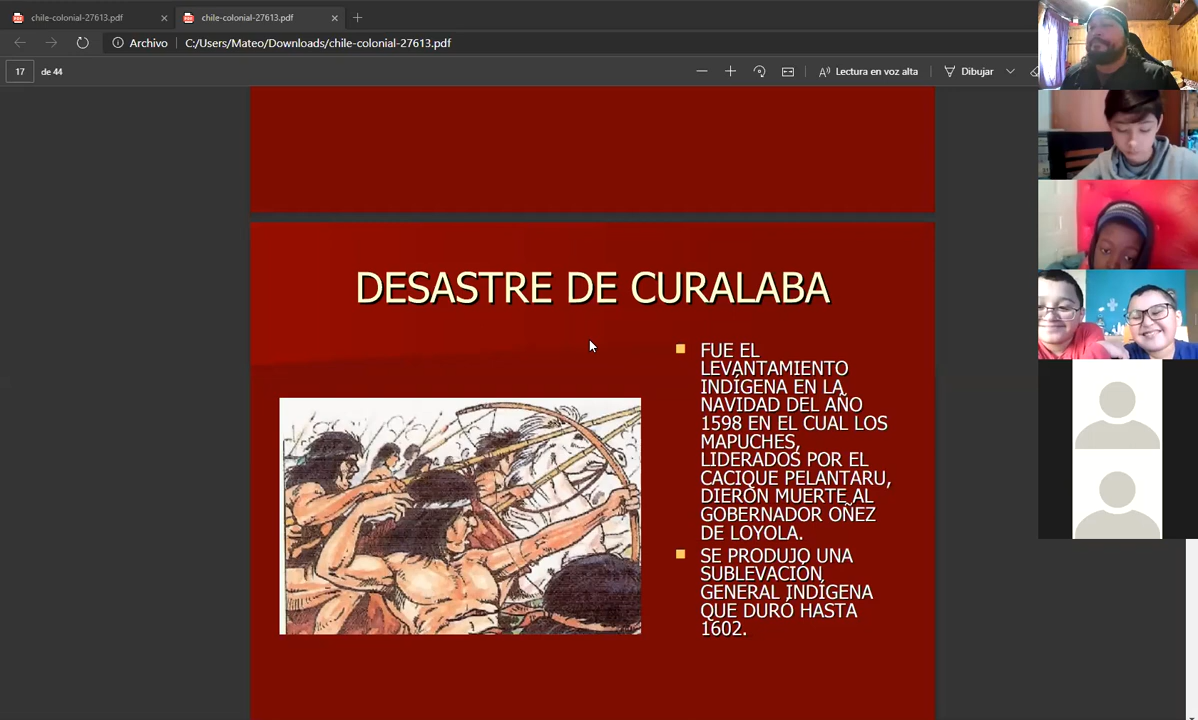 chile-colonial-27613.pdf
chile-colonial-27613.pdf
Archivo
C:/Users/Mateo/Downloads/chile-colonial-27613.pdf
17 de 44
Lectura en voz alta
Dibujar
DESASTRE DE CURALABA
FUE EL
LEVANTAMIENTO
INDÍGENA EN LA
NAVIDAD DEL AÑO
1598 EN EL CUAL LOS
MAPUCHES,
LIDERADOS POR EL
CACIQUE PELANTARU,
DIERON MUERTE AL
GOBERNADOR OÑEZ
DE LOYOLA.
SE PRODUJO UNA
SUBLEVACIÓN
GENERAL INDÍGENA
QUE DURÓ HASTA
1602.